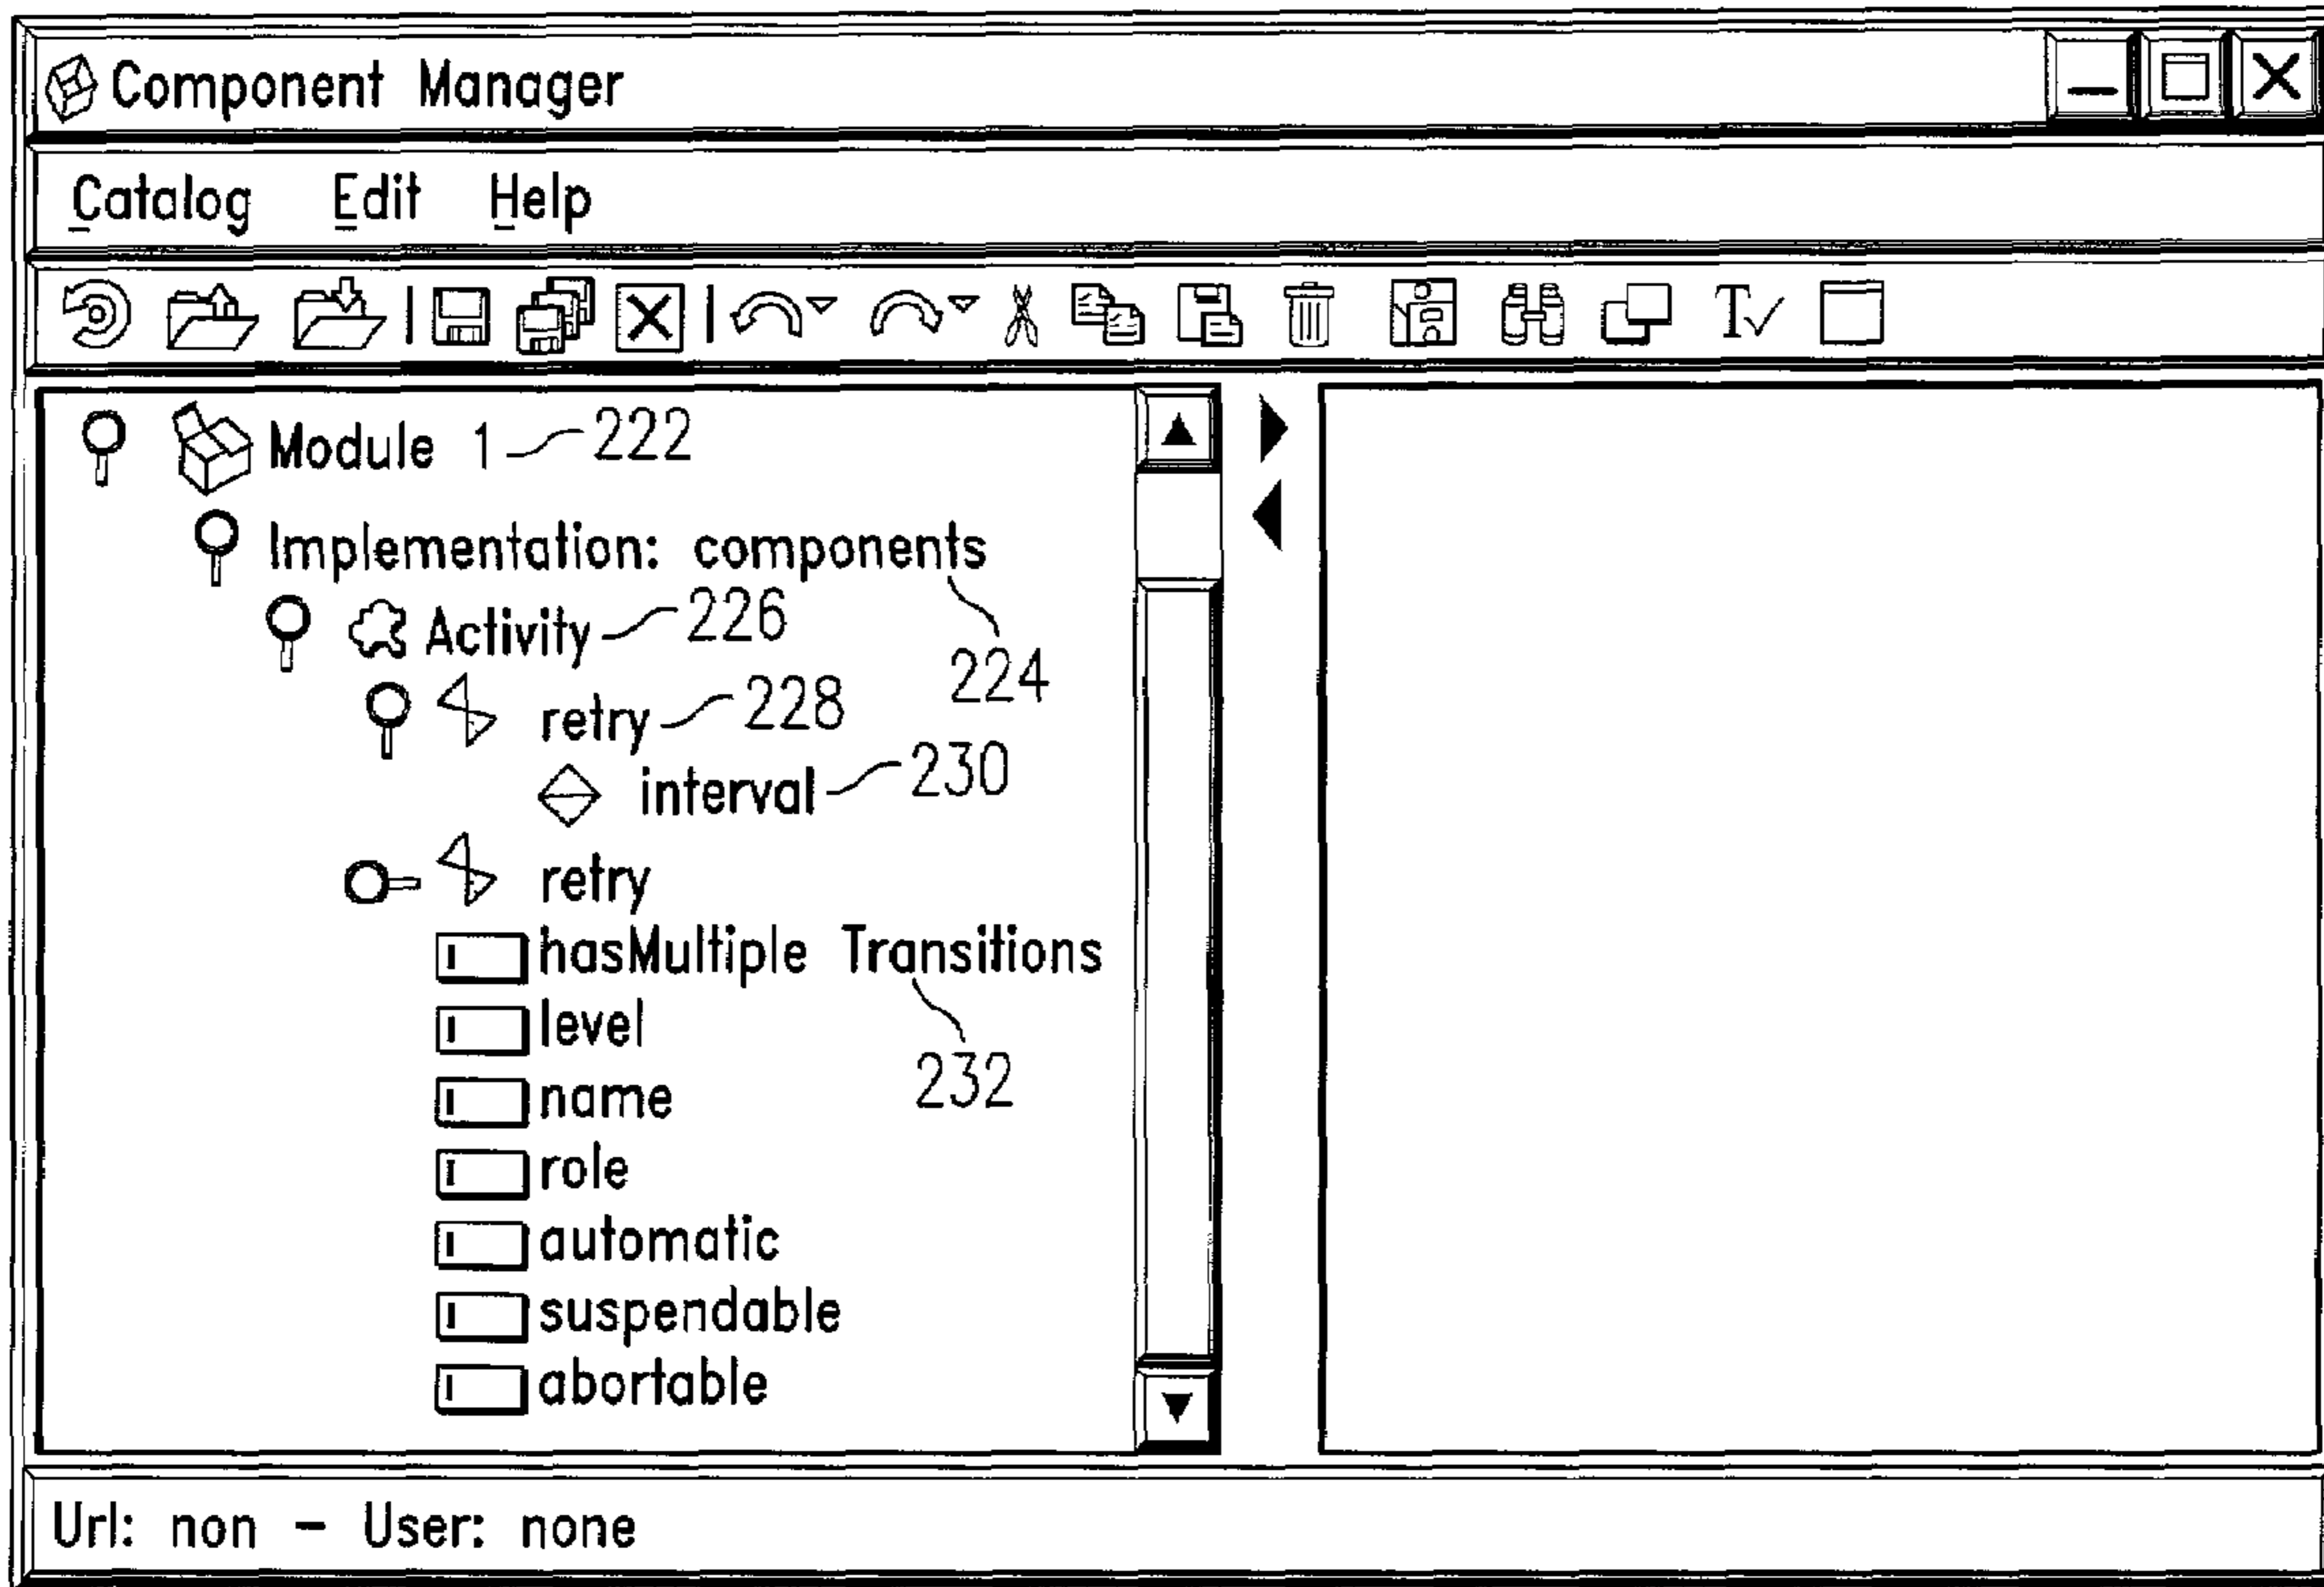 Component Manager
Catalog Edit Help
Module 1 222
Implementation: components
Activity 226
224
retry 228
interval 230
retry
hasMultiple Transitions
level
232
name
role
automatic
suspendable
abortable
Url: non - User: none